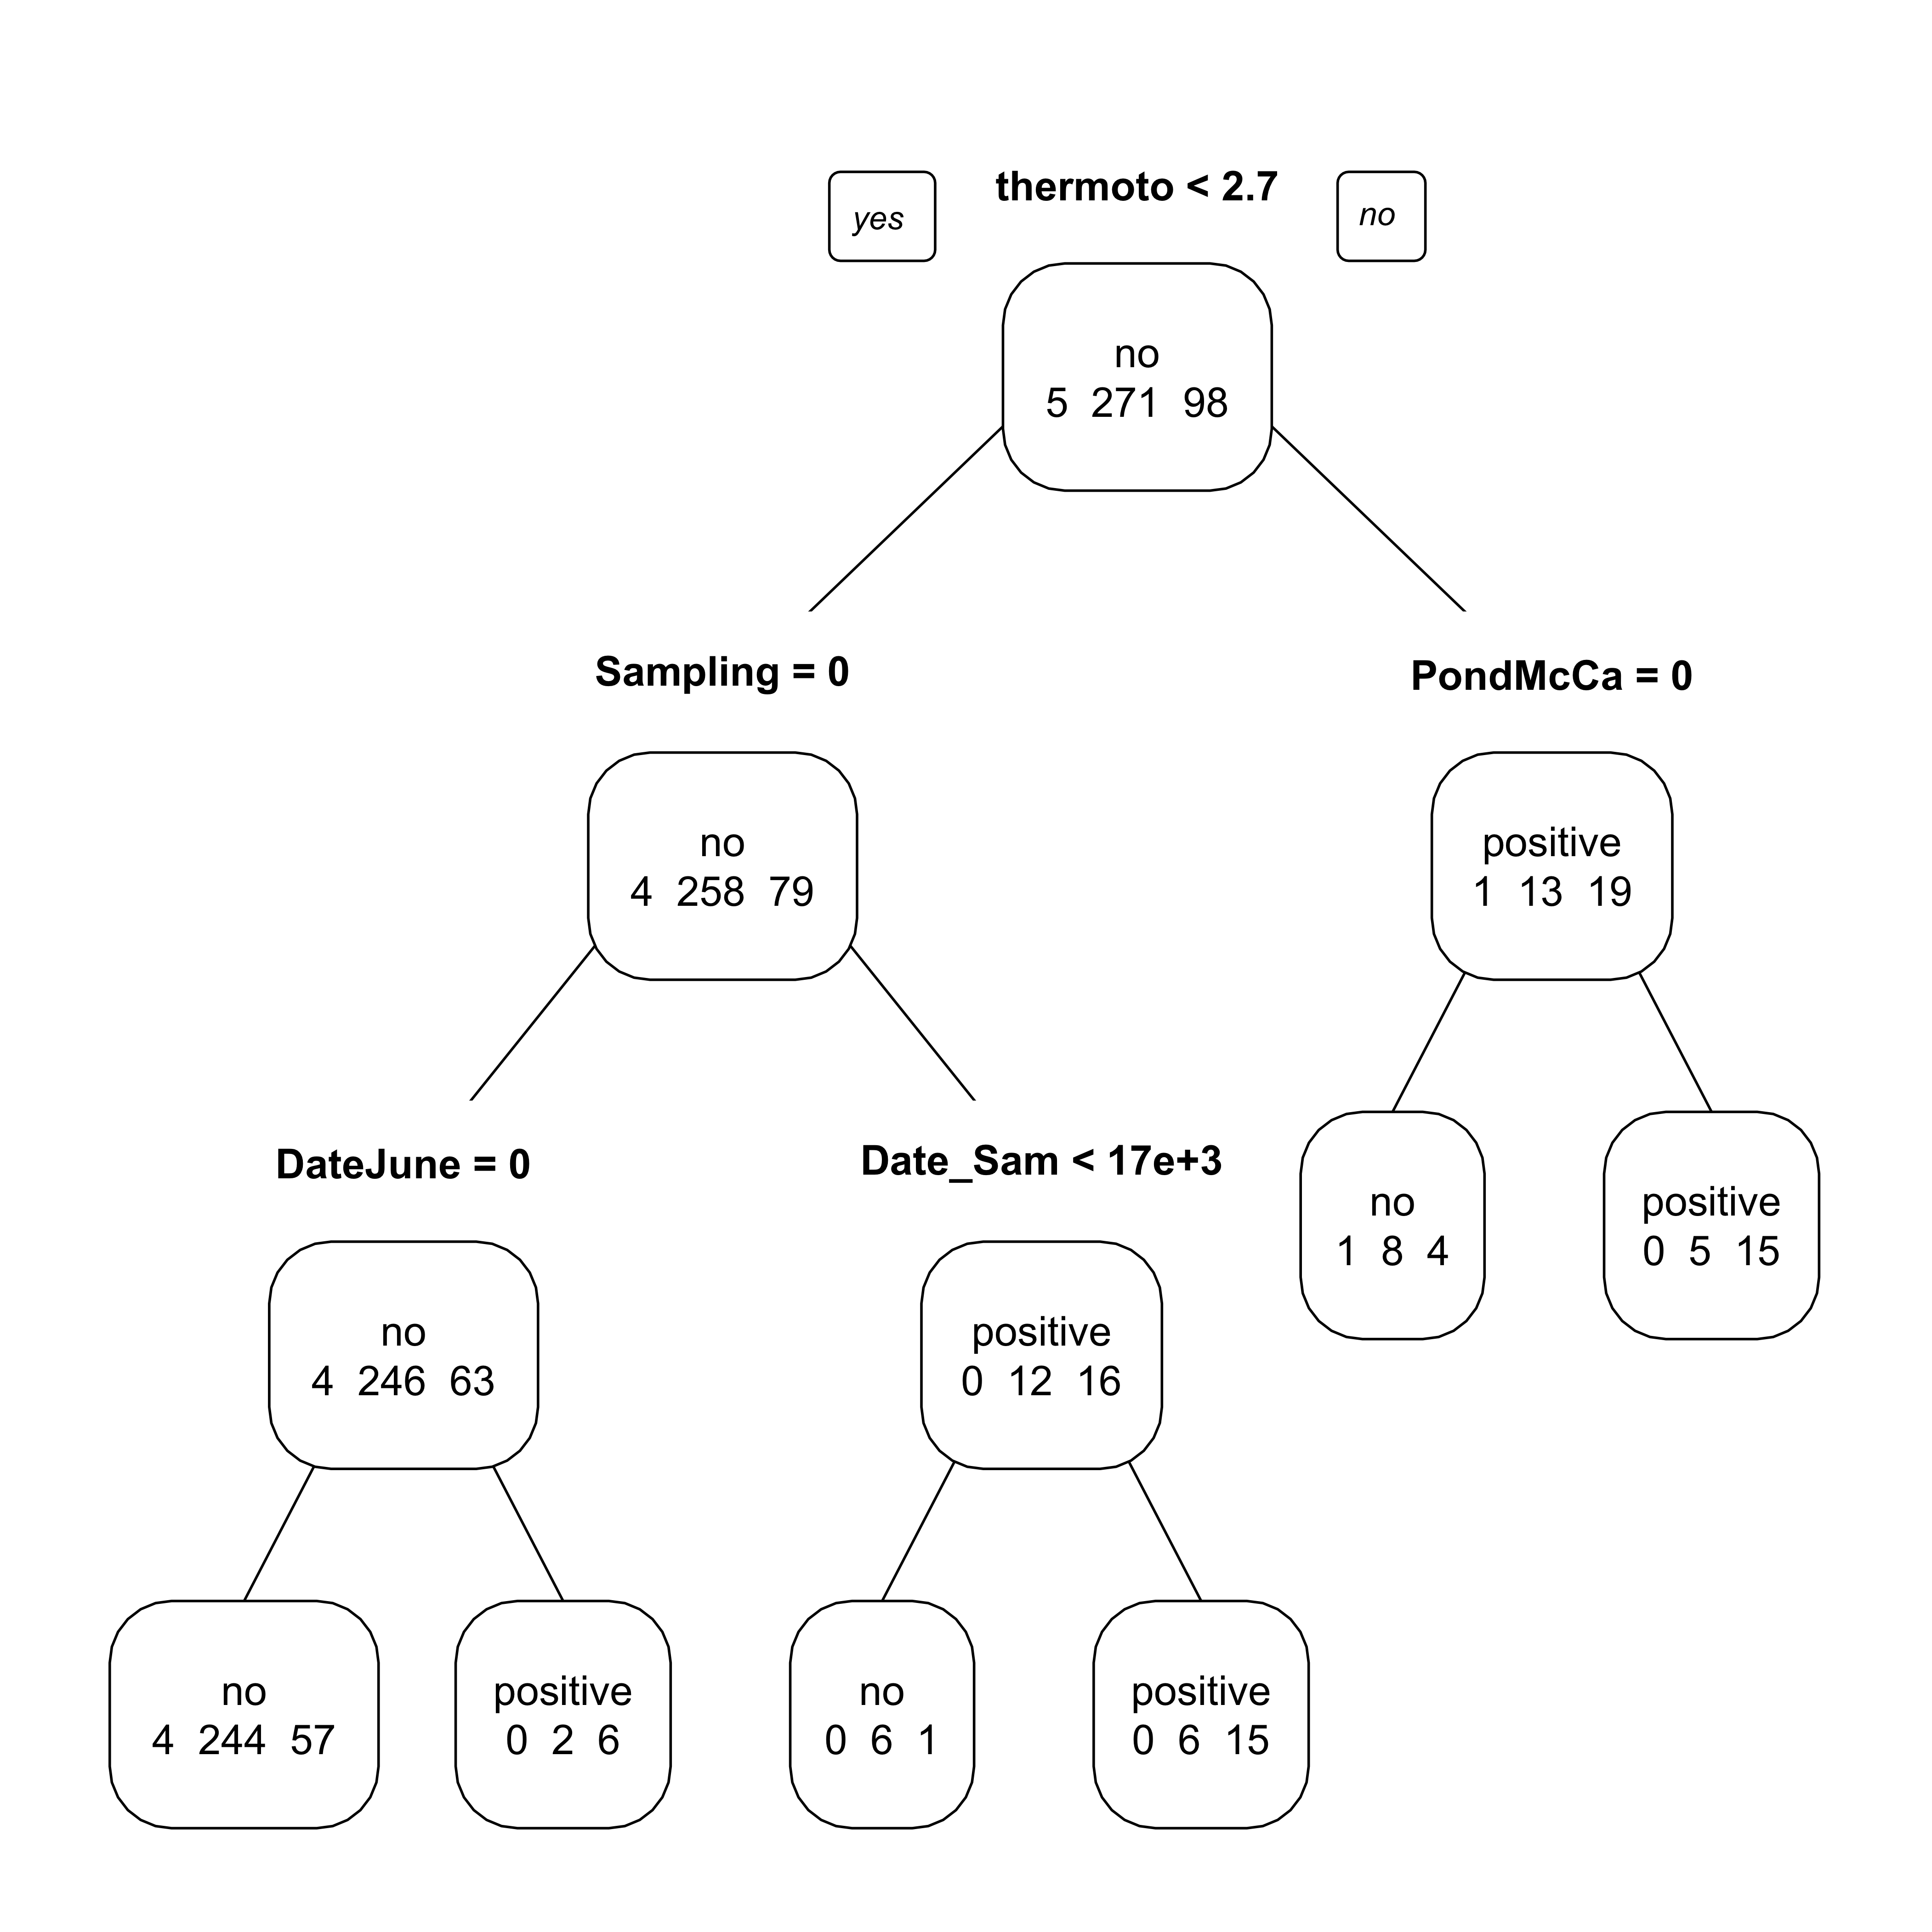 thermoto < 2.7
yes
no
no
5 271 98
Sampling = 0
PondMcCa = 0
no
4 258 79
positive
1 13 19
DateJune = 0
Date_Sam < 17e+3
no
1 8 4
positive
0 5 15
no
4 246 63
positive
0 12 16
no
4 244 57
positive
0 2 6
no
0 6 1
positive
0 6 15